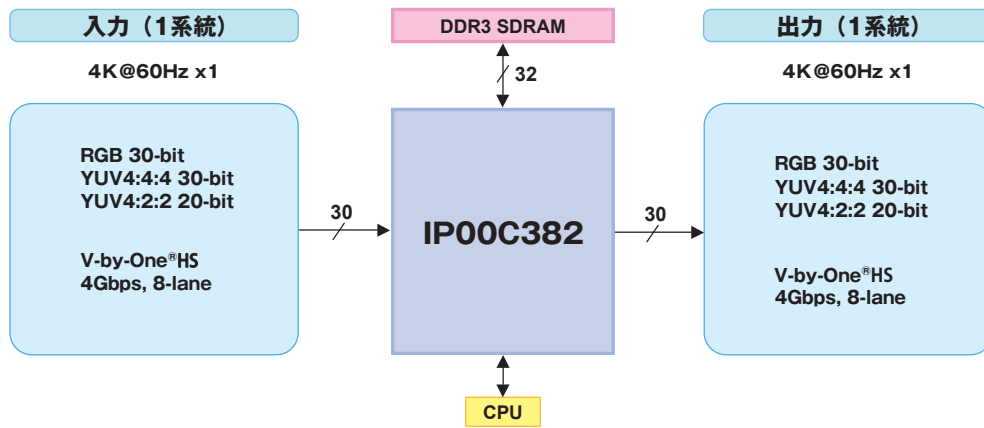 入力（1系統）
4K@60Hz x1
RGB 30-bit
YUV4:4:4 30-bit
YUV4:2:2 20-bit
V-by-One®HS
4Gbps, 8-lane
30
DDR3 SDRAM
32
IP00C382
CPU
30
出力（1系統）
4K@60Hz x1
RGB 30-bit
YUV4:4:4 30-bit
YUV4:2:2 20-bit
V-by-One®HS
4Gbps, 8-lane